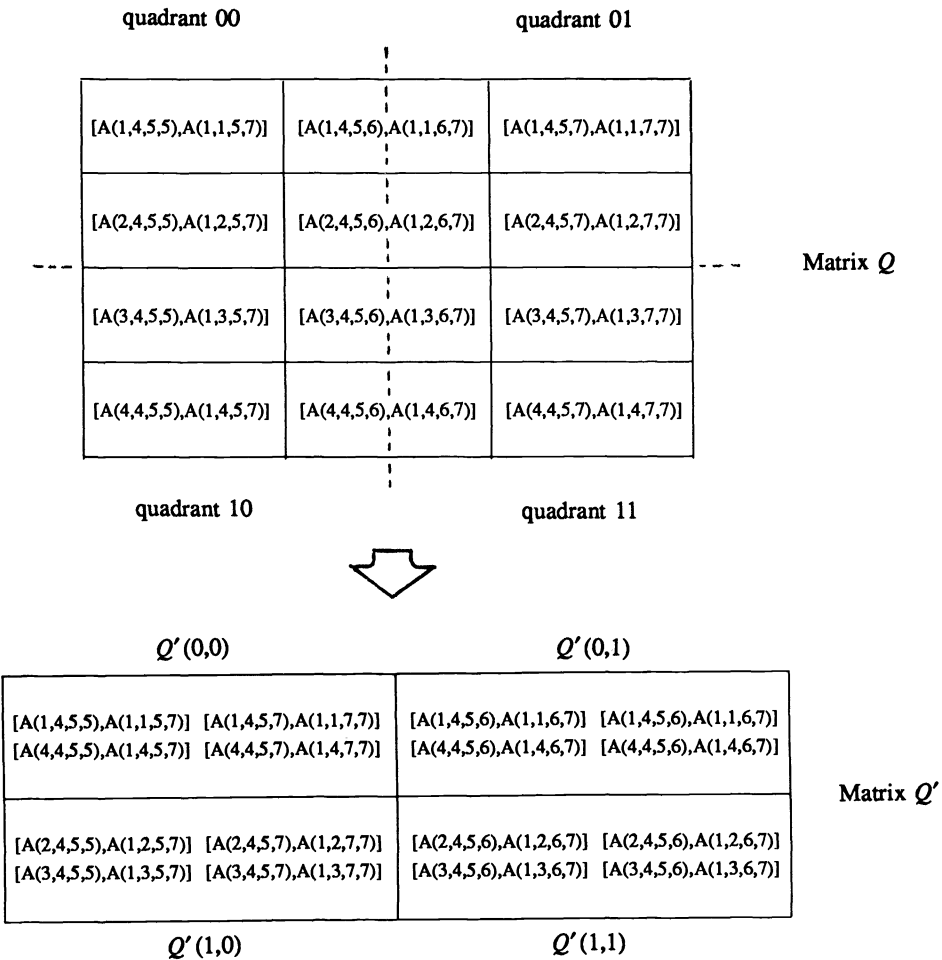 quadrant 00 quadrant 01
[A(1,4,5,5),A(1,1,5,7)] [A(1,4,5,6),A(1,1,6,7)] [A(1,4,5,7),A(1,1,7,7)]
[A(2,4,5,5),A(1,2,5,7)] [A(2,4,5,6),A(1,2,6,7)] [A(2,4,5,7),A(1,2,7,7)]
Matrix Q
[A(3,4,5,5),A(1,3,5,7)] [A(3,4,5,6),A(1,3,6,7)] [A(3,4,5,7),A(1,3,7,7)]
[A(4,4,5,5),A(1,4,5,7)] [A(4,4,5,6),A(1,4,6,7)] [A(4,4,5,7),A(1,4,7,7)]
quadrant 10 quadrant 11
Q′(0,0) Q′(0,1)
[A(1,4,5,5),A(1,1,5,7)] [A(1,4,5,7),A(1,1,7,7)] [A(1,4,5,6),A(1,1,6,7)] [A(1,4,5,6),A(1,1,6,7)]
[A(4,4,5,5),A(1,4,5,7)] [A(4,4,5,7),A(1,4,7,7)] [A(4,4,5,6),A(1,4,6,7)] [A(4,4,5,6),A(1,4,6,7)]
Matrix Q′
[A(2,4,5,5),A(1,2,5,7)] [A(2,4,5,7),A(1,2,7,7)] [A(2,4,5,6),A(1,2,6,7)] [A(2,4,5,6),A(1,2,6,7)]
[A(3,4,5,5),A(1,3,5,7)] [A(3,4,5,7),A(1,3,7,7)] [A(3,4,5,6),A(1,3,6,7)] [A(3,4,5,6),A(1,3,6,7)]
Q′(1,0) Q′(1,1)